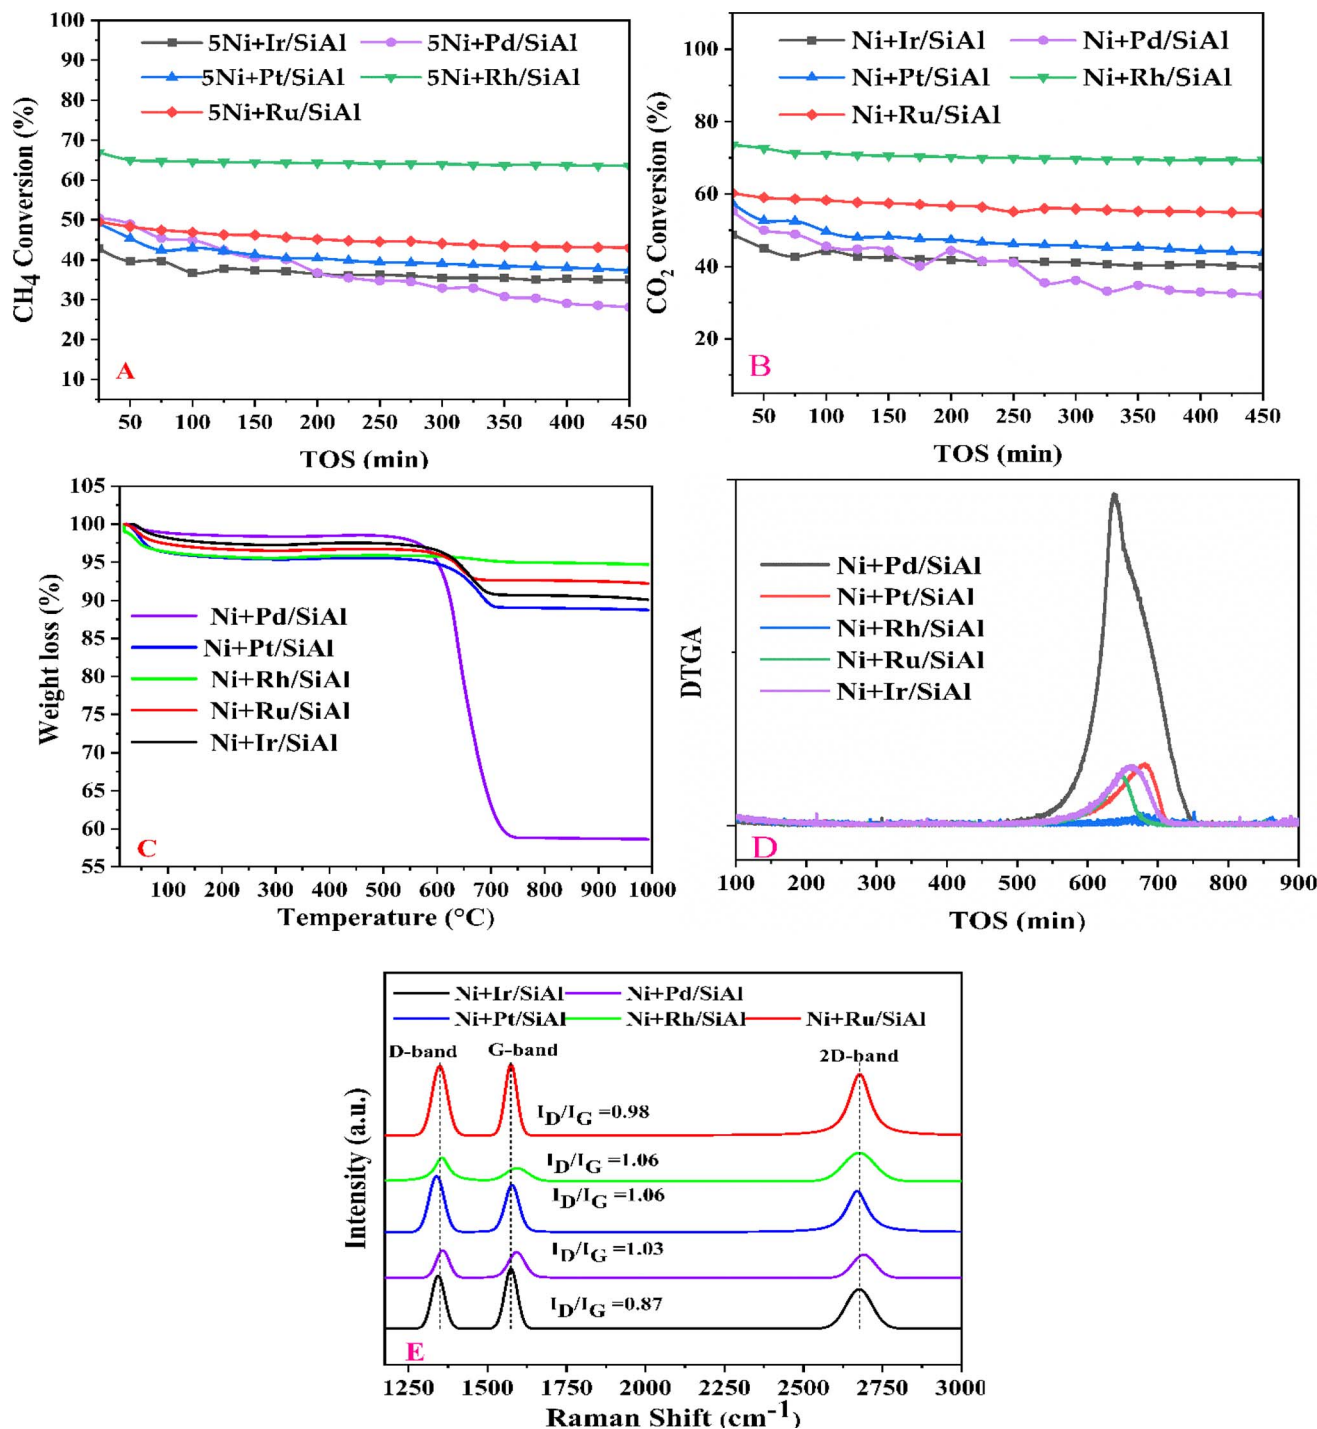 5Ni+Ir/SiAl 5Ni+Pd/SiAl
5Ni+Pt/SiAl 5Ni+Rh/SiAl
5Ni+Ru/SiAl
CH4 Conversion (%)
100
90
80
70
60
50
40
30
20
10
A
50 100 150 200 250 300 350 400 450
TOS (min)
Ni+Ir/SiAl Ni+Pd/SiAl
Ni+Pt/SiAl Ni+Rh/SiAl
Ni+Ru/SiAl
CO2 Conversion (%)
100
80
60
40
20
B
50 100 150 200 250 300 350 400 450
TOS (min)
Weight loss (%)
105
100
95
90
85
80
75
70
65
60
55
Ni+Pd/SiAl
Ni+Pt/SiAl
Ni+Rh/SiAl
Ni+Ru/SiAl
Ni+Ir/SiAl
C
100 200 300 400 500 600 700 800 900 1000
Temperature (°C)
DTGA
Ni+Pd/SiAl
Ni+Pt/SiAl
Ni+Rh/SiAl
Ni+Ru/SiAl
Ni+Ir/SiAl
D
100 200 300 400 500 600 700 800 900
TOS (min)
Ni+Ir/SiAl Ni+Pd/SiAl
Ni+Pt/SiAl Ni+Rh/SiAl Ni+Ru/SiAl
D-band G-band 2D-band
Intensity (a.u.)
ID/IG =0.98
ID/IG =1.06
ID/IG =1.06
ID/IG =1.03
ID/IG =0.87
E
1250 1500 1750 2000 2250 2500 2750 3000
Raman Shift (cm-1)